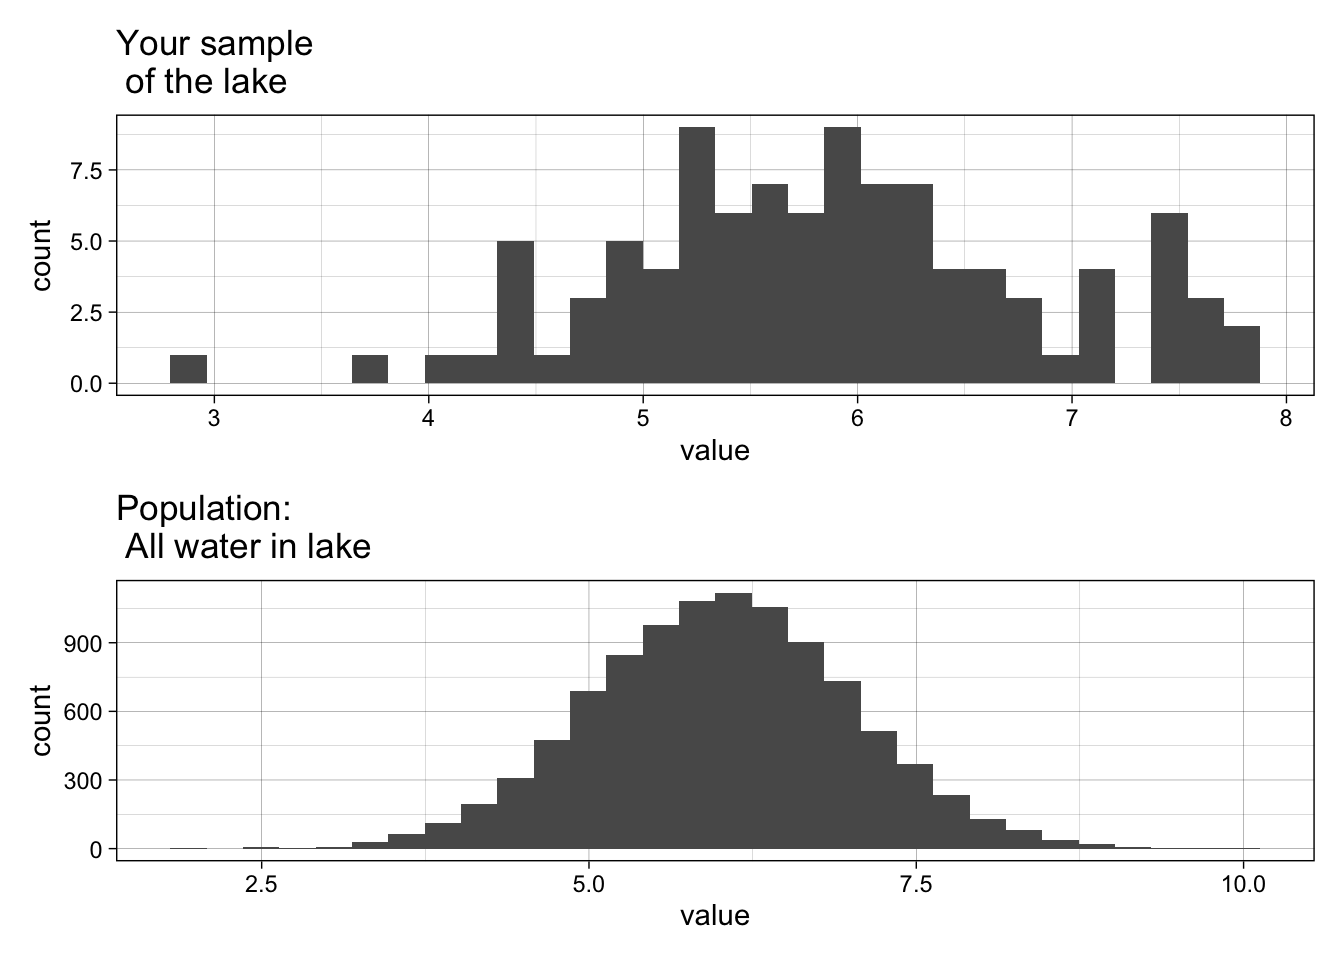 Your sample
of the lake
7.5
5.0
2.5
0.0
count
3 4 5 6 7 8
value
Population:
All water in lake
900
600
300
0
count
2.5 5.0 7.5 10.0
value